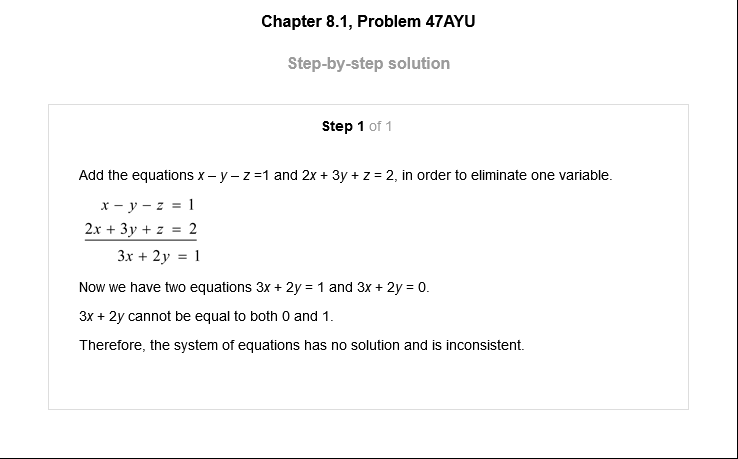 Chapter 8.1, Problem 47AYU
Step-by-step solution
Step 1 of 1
Add the equations x – y – z =1 and 2x + 3y + z = 2, in order to eliminate one variable.
x − y − z = 1
2x + 3y + z = 2
3x + 2y = 1
Now we have two equations 3x + 2y = 1 and 3x + 2y = 0.
3x + 2y cannot be equal to both 0 and 1.
Therefore, the system of equations has no solution and is inconsistent.